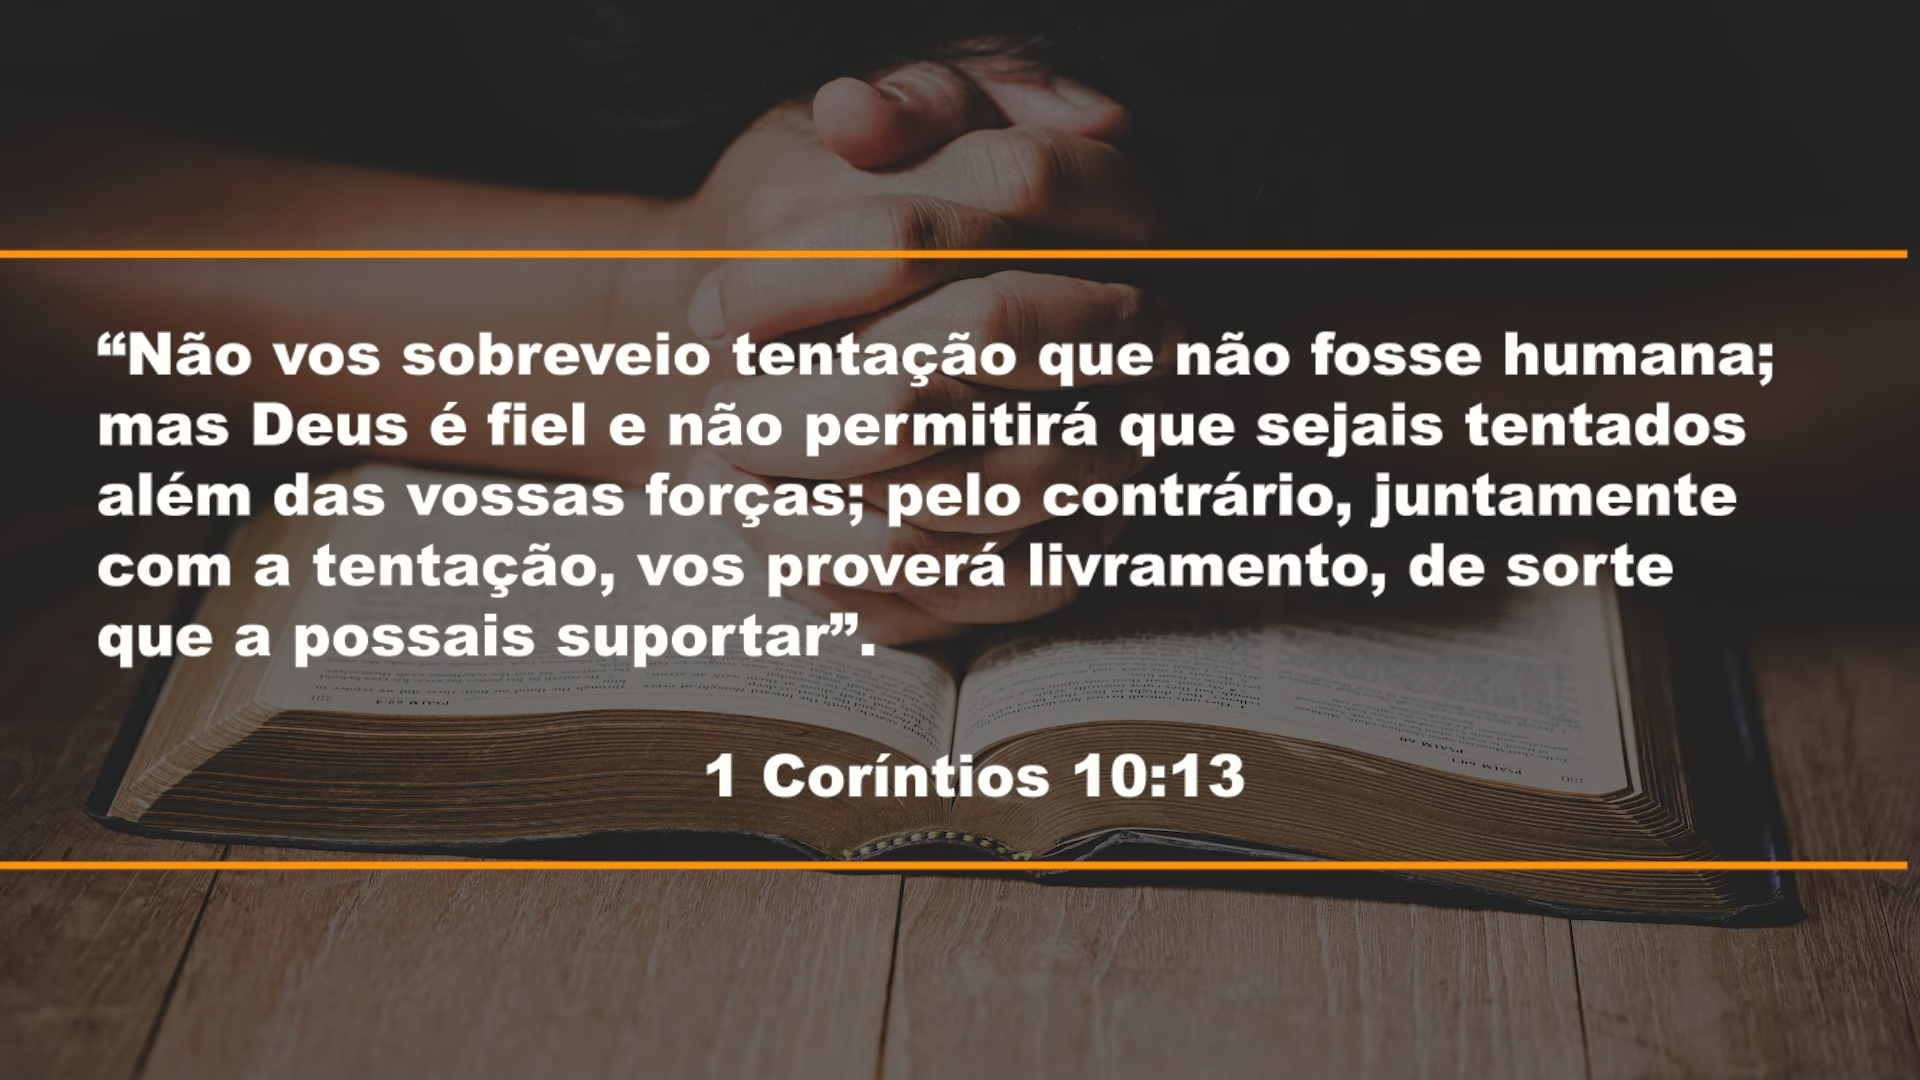 “Não vos sobreveio tentação que não fosse humana;
mas Deus é fiel e não permitirá que sejais tentados
além das vossas forças; pelo contrário, juntamente
com a tentação, vos proverá livramento, de sorte
que a possais suportar”.
1 Coríntios 10:13